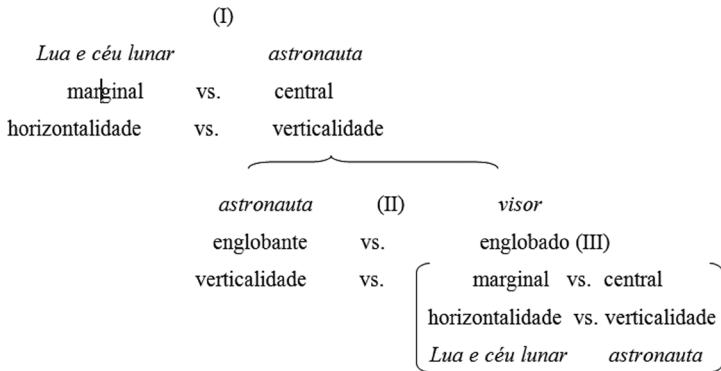 (I)
Lua e céu lunar astronauta
marginal vs. central
horizontalidade vs. verticalidade
astronauta (II) visor
englobante vs. englobado (III)
verticalidade vs. marginal vs. central
horizontalidade vs. verticalidade
Lua e céu lunar astronauta